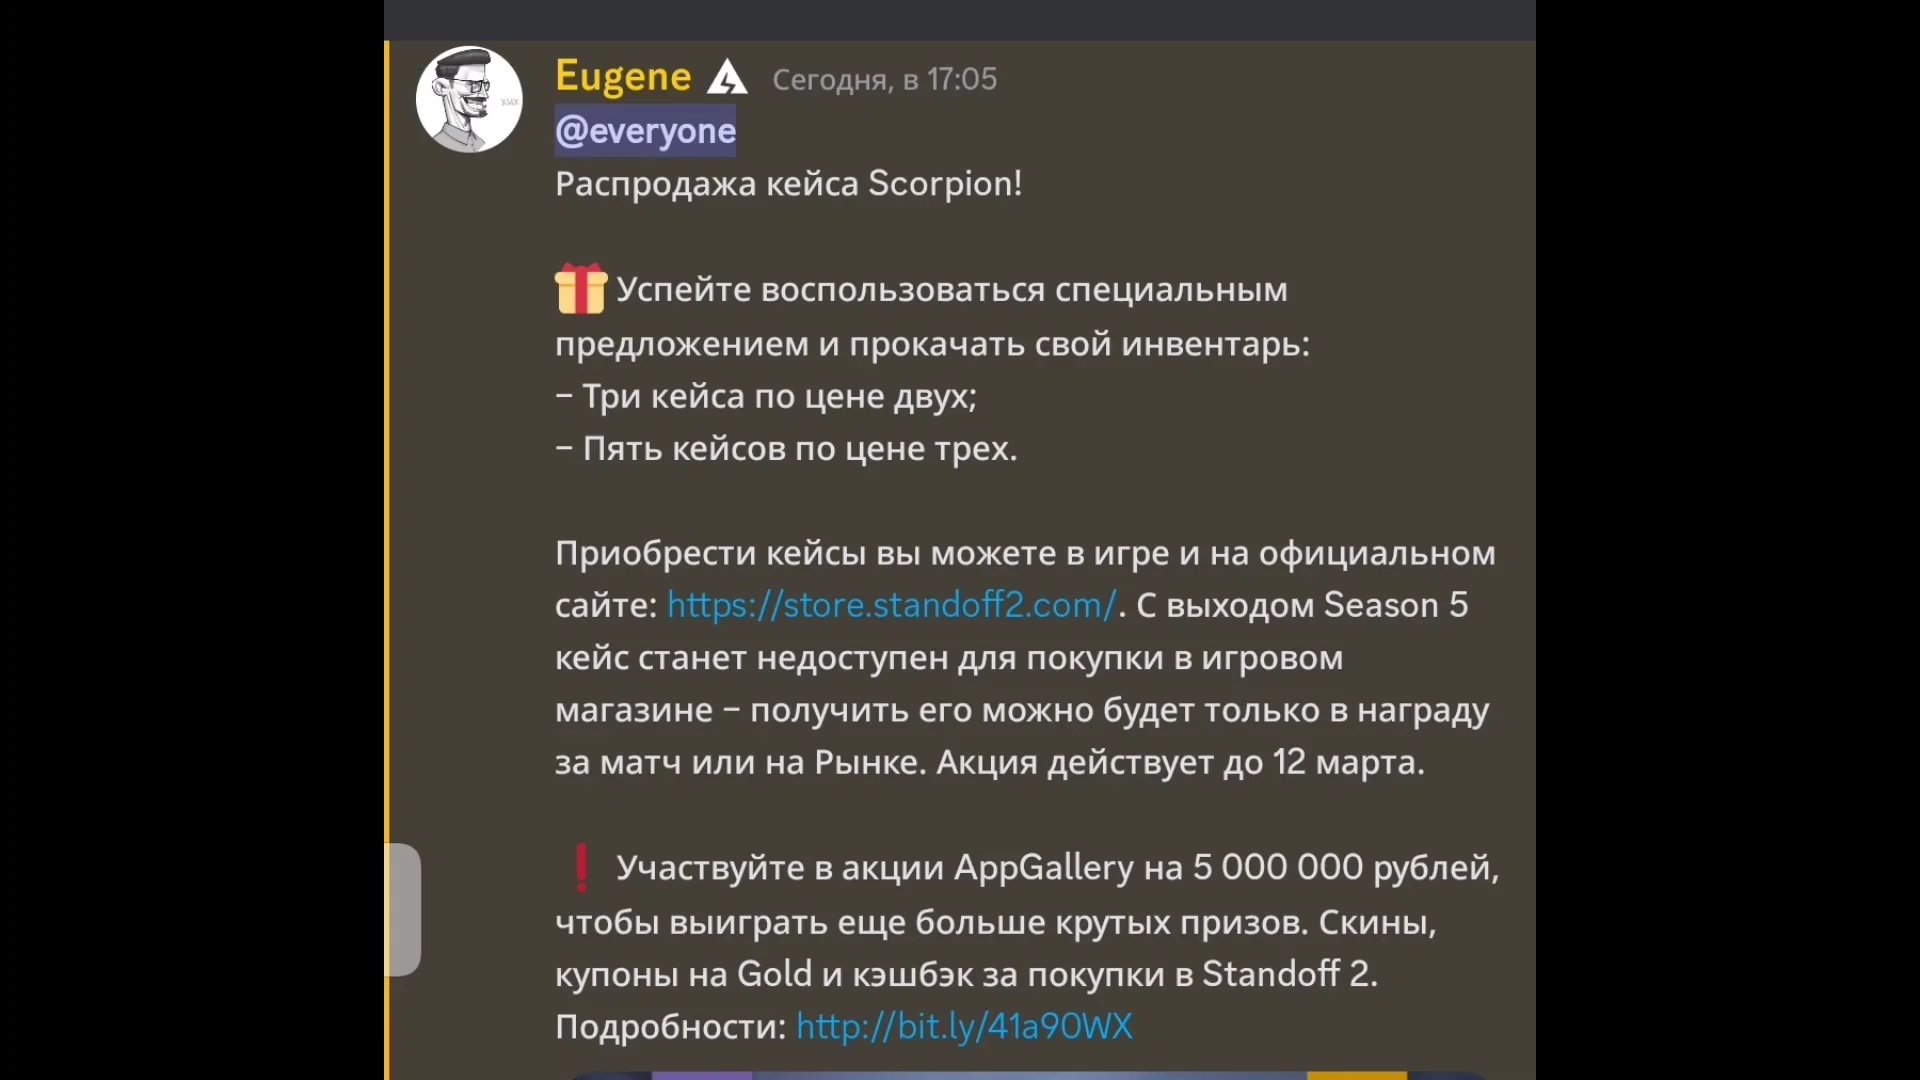 Eugene Сегодня, в 17:05
@everyone
Распродажа кейса Scorpion!
Успейте воспользоваться специальным
предложением и прокачать свой инвентарь:
– Три кейса по цене двух;
– Пять кейсов по цене трех.
Приобрести кейсы вы можете в игре и на официальном
сайте: https://store.standoff2.com/. С выходом Season 5
кейс станет недоступен для покупки в игровом
магазине – получить его можно будет только в награду
за матч или на Рынке. Акция действует до 12 марта.
❗ Участвуйте в акции AppGallery на 5 000 000 рублей,
чтобы выиграть еще больше крутых призов. Скины,
купоны на Gold и кэшбэк за покупки в Standoff 2.
Подробности: http://bit.ly/41a90WX